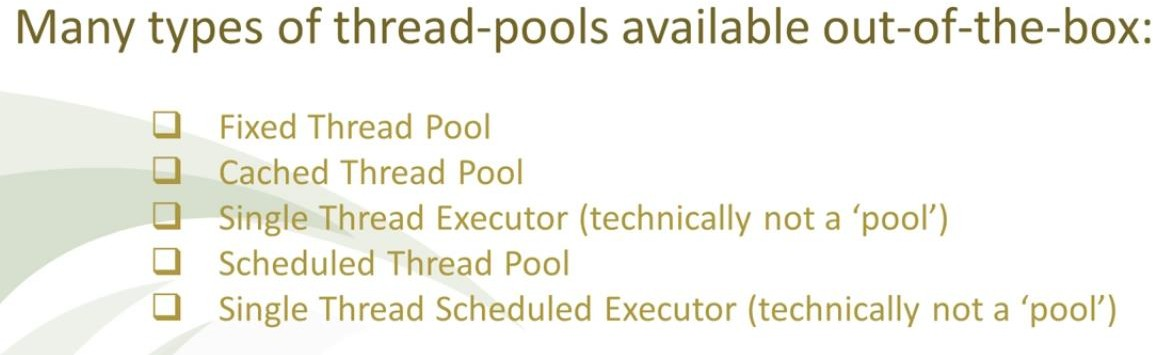 Many types of thread-pools available out-of-the-box:
❑ Fixed Thread Pool
❑ Cached Thread Pool
❑ Single Thread Executor (technically not a ‘pool’)
❑ Scheduled Thread Pool
❑ Single Thread Scheduled Executor (technically not a ‘pool’)